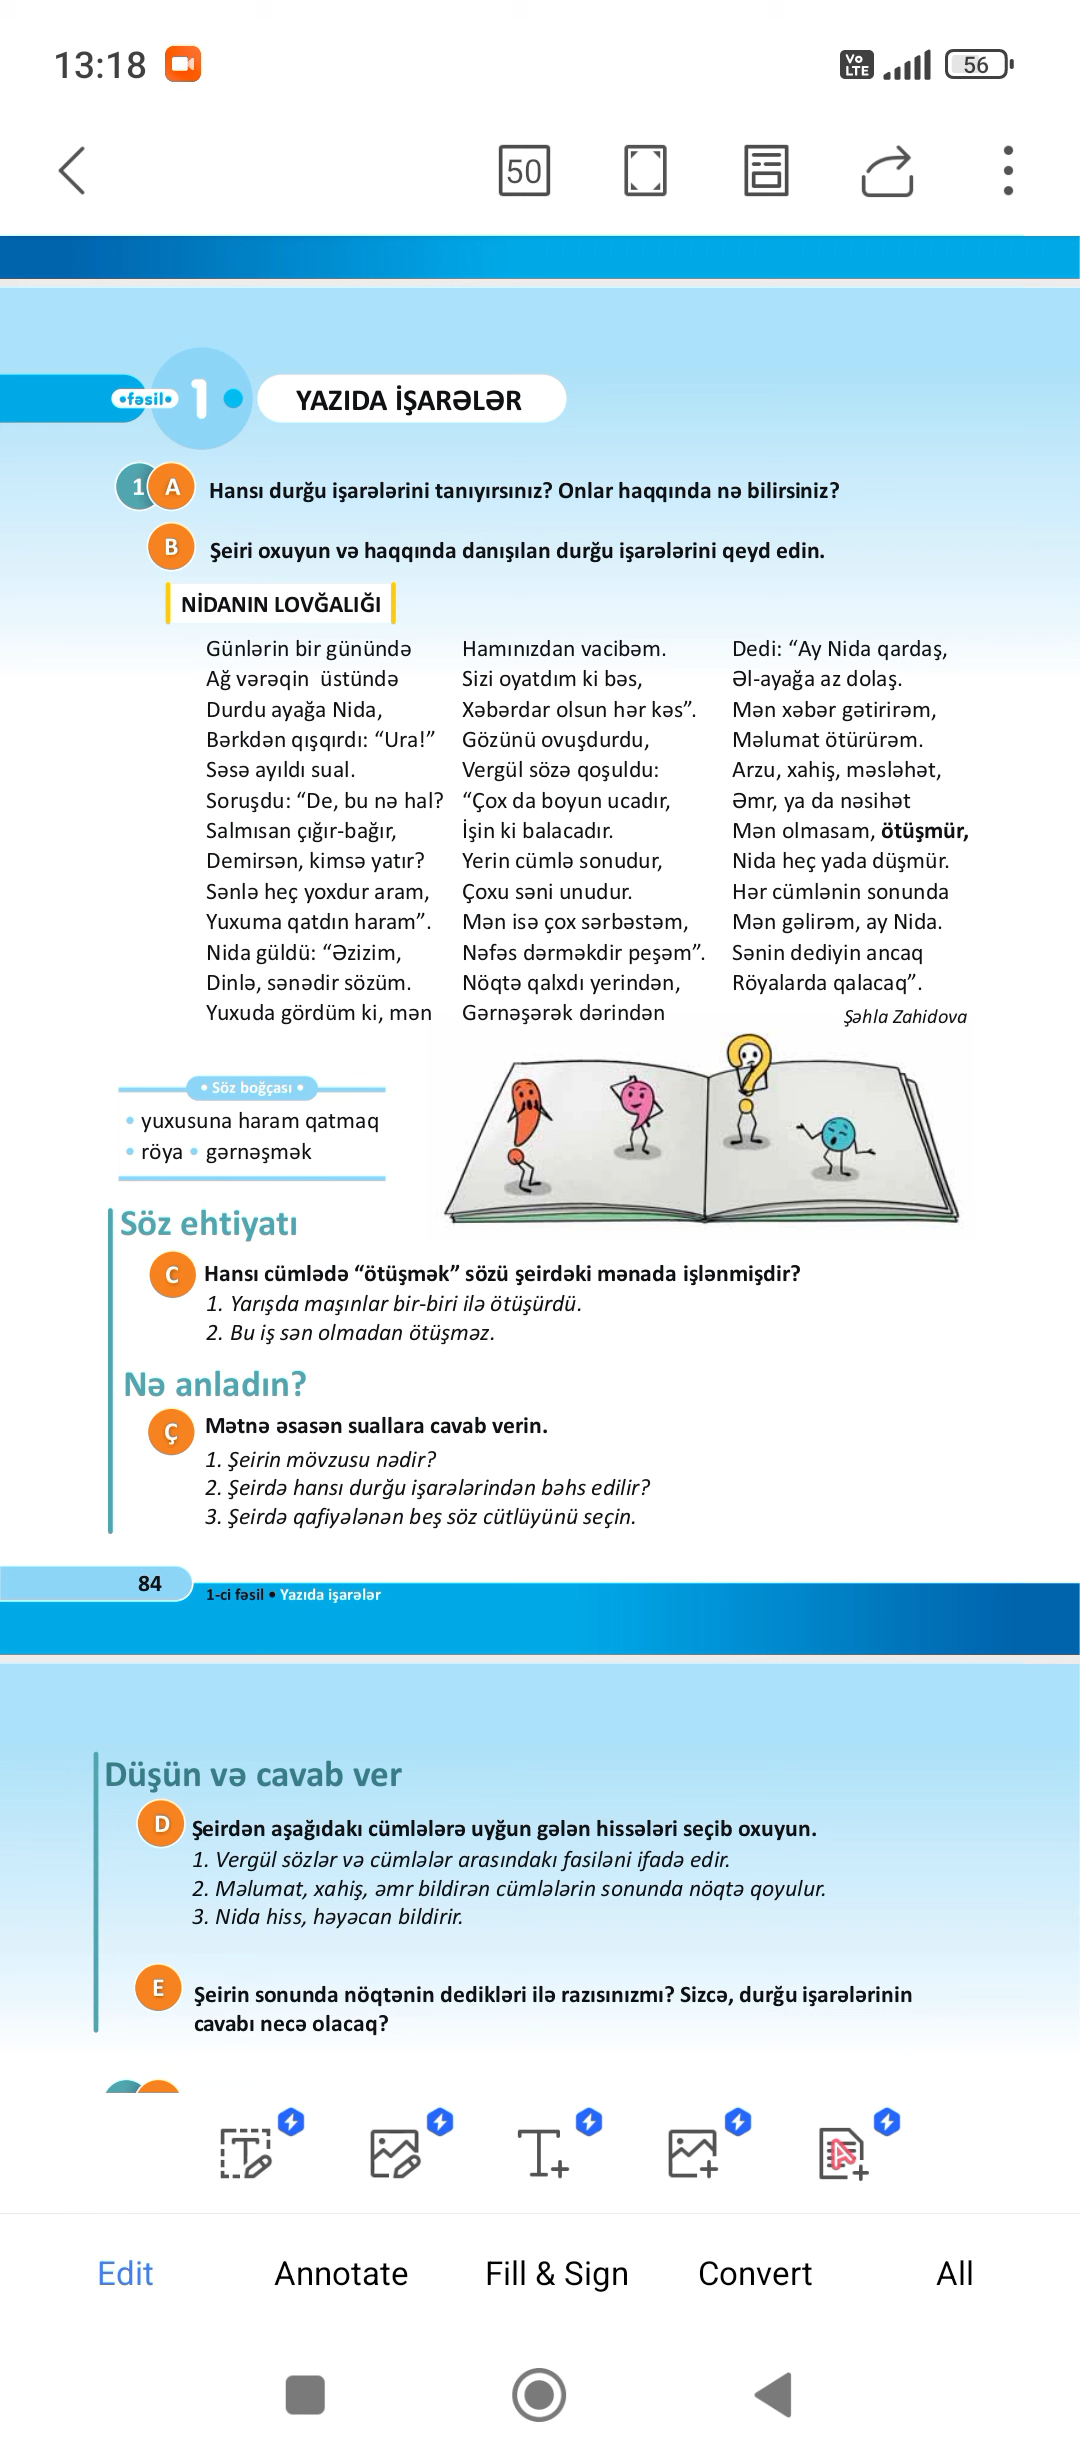 13:18
Vo LTE
56
50
•fəsil• 1
YAZIDA İŞARƏLƏR
1 A Hansı durğu işarələrini tanıyırsınız? Onlar haqqında nə bilirsiniz?
B Şeiri oxuyun və haqqında danışılan durğu işarələrini qeyd edin.
NİDANIN LOVĞALIĞI
Günlərin bir günündə
Ağ vərəqin üstündə
Durdu ayağa Nida,
Bərkdən qışqırdı: “Ura!”
Səsə ayıldı sual.
Soruşdu: “De, bu nə hal?
Salmısan çığır-bağır,
Demirsən, kimsə yatır?
Sənlə heç yoxdur aram,
Yuxuma qatdın haram”.
Nida güldü: “Əzizim,
Dinlə, sənədir sözüm.
Yuxuda gördüm ki, mən
Hamınızdan vacibəm.
Sizi oyatdım ki bəs,
Xəbərdar olsun hər kəs”.
Gözünü ovuşdurdu,
Vergül sözə qoşuldu:
“Çox da boyun ucadır,
İşin ki balacadır.
Yerin cümlə sonudur,
Çoxu səni unudur.
Mən isə çox sərbəstəm,
Nəfəs dərməkdir peşəm”.
Nöqtə qalxdı yerindən,
Gərnəşərək dərindən
Dedi: “Ay Nida qardaş,
Əl-ayağa az dolaş.
Mən xəbər gətirirəm,
Məlumat ötürürəm.
Arzu, xahiş, məsləhət,
Əmr, ya da nəsihət
Mən olmasam, ötüşmür,
Nida heç yada düşmür.
Hər cümlənin sonunda
Mən gəlirəm, ay Nida.
Sənin dediyin ancaq
Röyalarda qalacaq”.
Şəhla Zahidova
• Söz boğçası •
• yuxusuna haram qatmaq
• röya • gərnəşmək
Söz ehtiyatı
C Hansı cümlədə “ötüşmək” sözü şeirdəki mənada işlənmişdir?
1. Yarışda maşınlar bir-biri ilə ötüşürdü.
2. Bu iş sən olmadan ötüşməz.
Nə anladın?
Ç Mətnə əsasən suallara cavab verin.
1. Şeirin mövzusu nədir?
2. Şeirdə hansı durğu işarələrindən bəhs edilir?
3. Şeirdə qafiyələnən beş söz cütlüyünü seçin.
84
1-ci fəsil • Yazıda işarələr
Düşün və cavab ver
D Şeirdən aşağıdakı cümlələrə uyğun gələn hissələri seçib oxuyun.
1. Vergül sözlər və cümlələr arasındakı fasiləni ifadə edir.
2. Məlumat, xahiş, əmr bildirən cümlələrin sonunda nöqtə qoyulur.
3. Nida hiss, həyəcan bildirir.
E Şeirin sonunda nöqtənin dedikləri ilə razısınızmı? Sizcə, durğu işarələrinin
cavabı necə olacaq?
Edit
Annotate
Fill & Sign
Convert
All